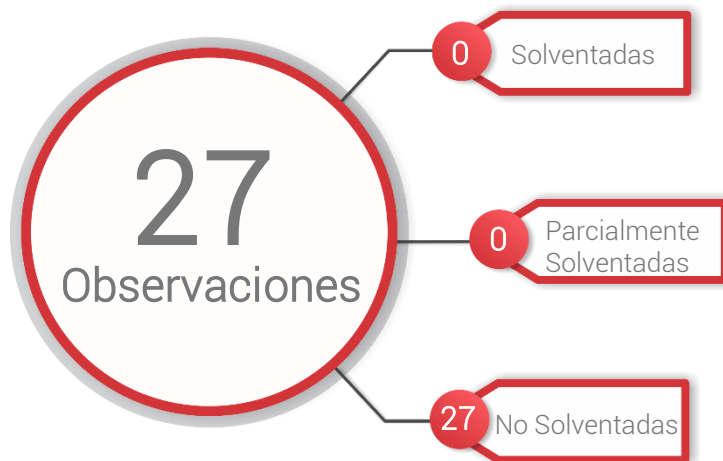 27
Observaciones
0
Solventadas
0
Parcialmente
Solventadas
27
No Solventadas